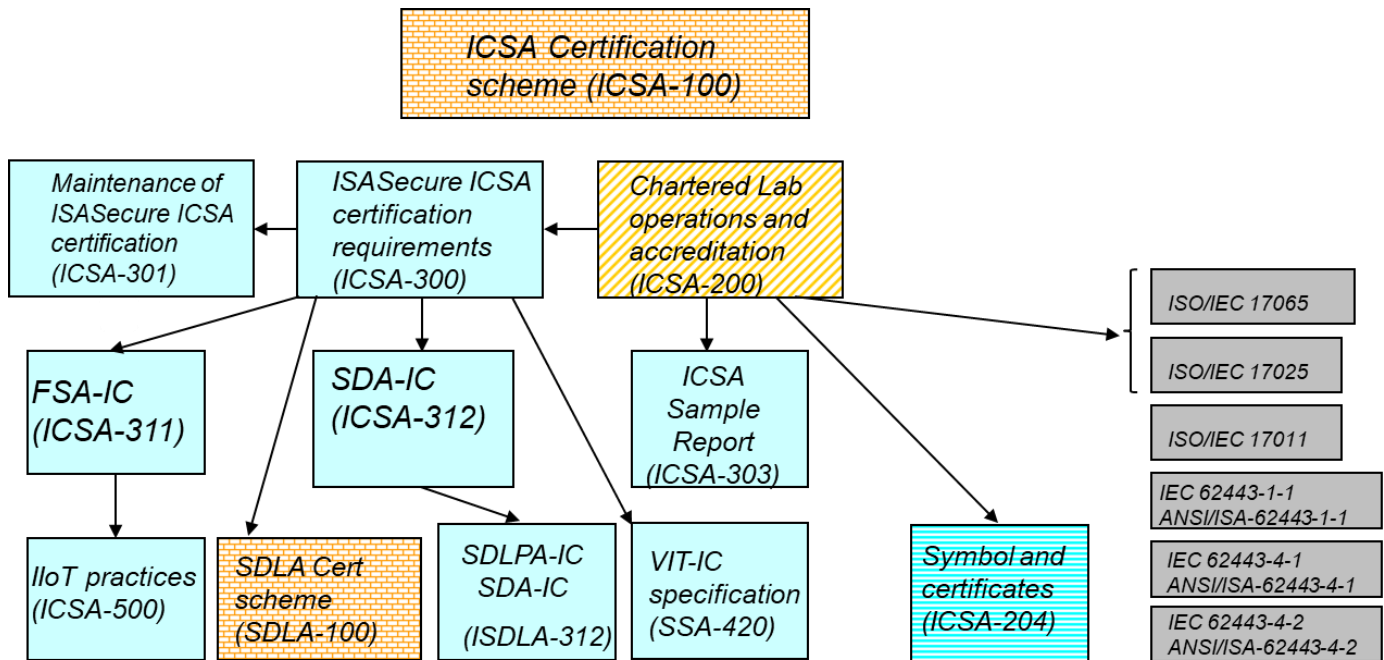 ICSA Certification
scheme (ICSA-100)
Maintenance of
ISASecure ICSA
certification
(ICSA-301)
ISASecure ICSA
certification
requirements
(ICSA-300)
Chartered Lab
operations and
accreditation
(ICSA-200)
ISO/IEC 17065
ISO/IEC 17025
ISO/IEC 17011
IEC 62443-1-1
ANSI/ISA-62443-1-1
IEC 62443-4-1
ANSI/ISA-62443-4-1
IEC 62443-4-2
ANSI/ISA-62443-4-2
FSA-IC
(ICSA-311)
SDA-IC
(ICSA-312)
ICSA
Sample
Report
(ICSA-303)
IIoT practices
(ICSA-500)
SDLA Cert
scheme
(SDLA-100)
SDLPA-IC
SDA-IC
(ISDLA-312)
VIT-IC
specification
(SSA-420)
Symbol and
certificates
(ICSA-204)